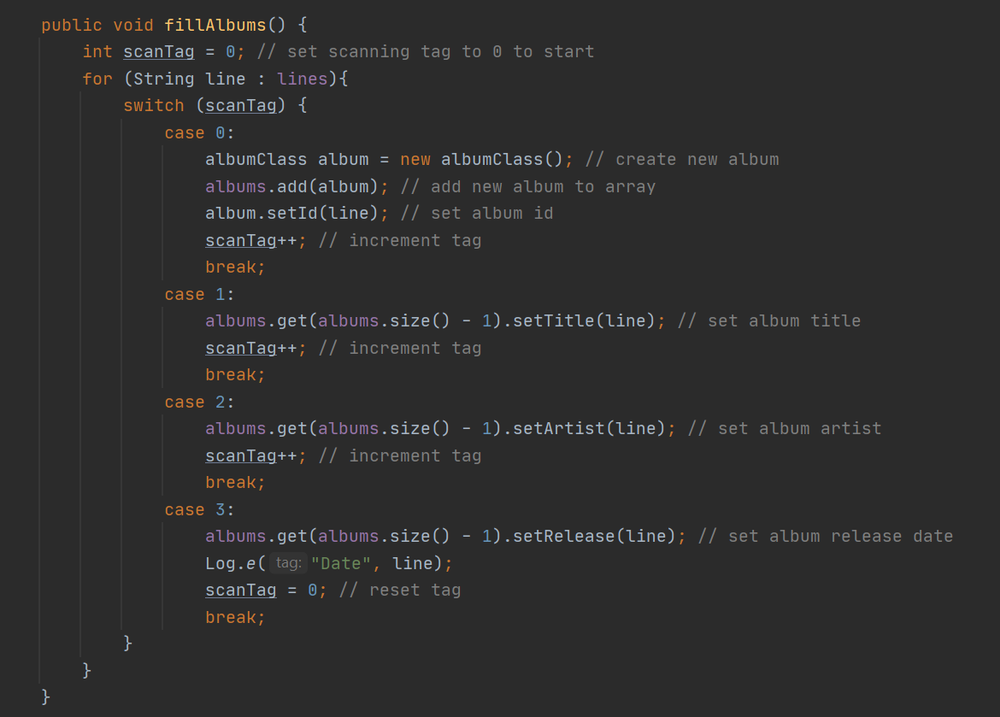 public void fillAlbums() {
    int scanTag = 0; // set scanning tag to 0 to start
    for (String line : lines){
        switch (scanTag) {
            case 0:
                albumClass album = new albumClass(); // create new album
                albums.add(album); // add new album to array
                album.setId(line); // set album id
                scanTag++; // increment tag
                break;
            case 1:
                albums.get(albums.size() - 1).setTitle(line); // set album title
                scanTag++; // increment tag
                break;
            case 2:
                albums.get(albums.size() - 1).setArtist(line); // set album artist
                scanTag++; // increment tag
                break;
            case 3:
                albums.get(albums.size() - 1).setRelease(line); // set album release date
                Log.e( tag: "Date", line);
                scanTag = 0; // reset tag
                break;
        }
    }
}